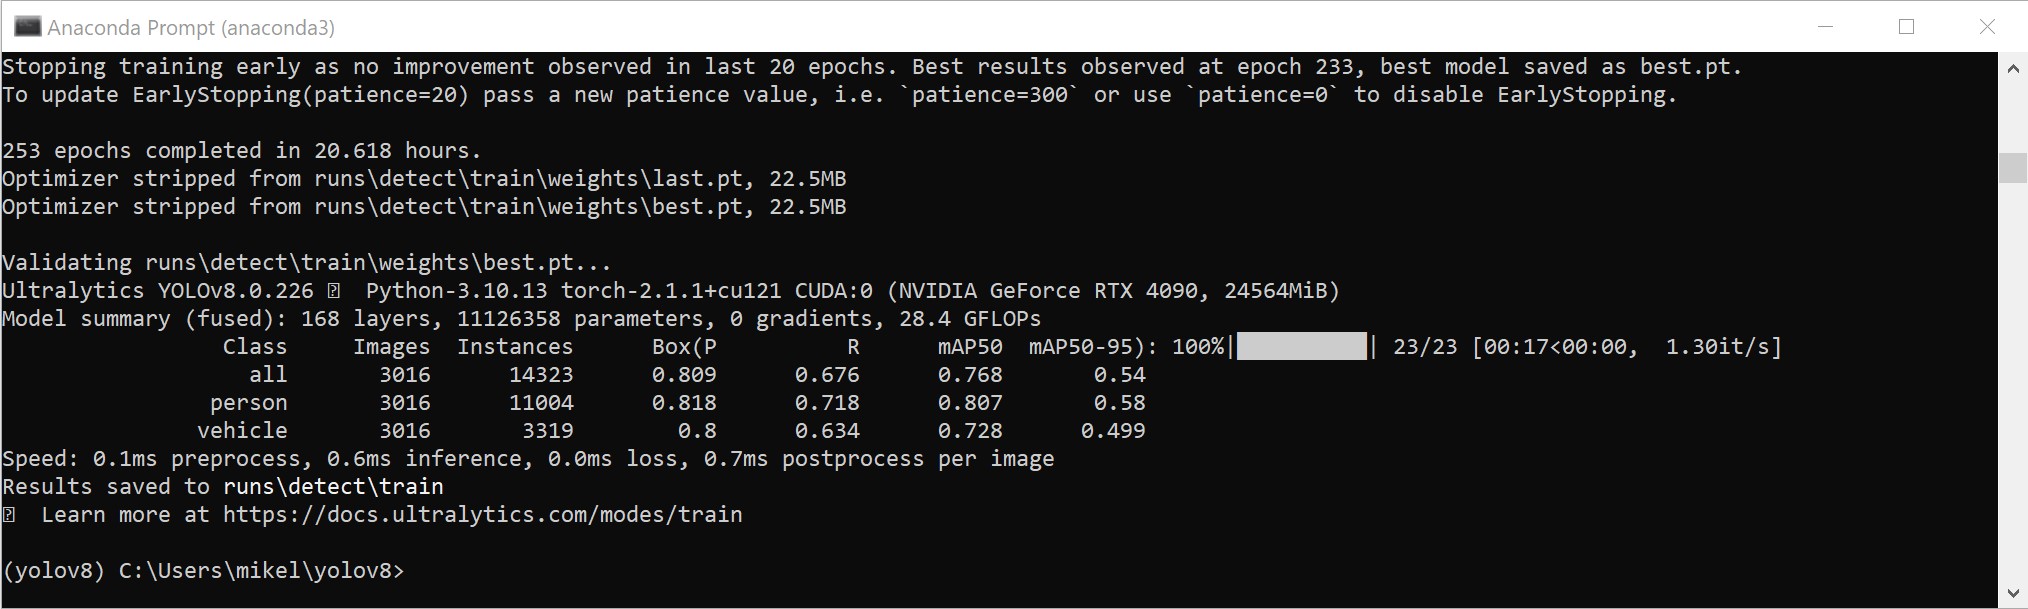 Anaconda Prompt (anaconda3)
Stopping training early as no improvement observed in last 20 epochs. Best results observed at epoch 233, best model saved as best.pt.
To update EarlyStopping(patience=20) pass a new patience value, i.e. `patience=300` or use `patience=0` to disable EarlyStopping.
253 epochs completed in 20.618 hours.
Optimizer stripped from runs\detect\train\weights\last.pt, 22.5MB
Optimizer stripped from runs\detect\train\weights\best.pt, 22.5MB
Validating runs\detect\train\weights\best.pt...
Ultralytics YOLOv8.0.226 Python-3.10.13 torch-2.1.1+cu121 CUDA:0 (NVIDIA GeForce RTX 4090, 24564MiB)
Model summary (fused): 168 layers, 11126358 parameters, 0 gradients, 28.4 GFLOPs
Class Images Instances Box(P R mAP50 mAP50-95): 100%|██████████| 23/23 [00:17<00:00, 1.30it/s]
all 3016 14323 0.809 0.676 0.768 0.54
person 3016 11004 0.818 0.718 0.807 0.58
vehicle 3016 3319 0.8 0.634 0.728 0.499
Speed: 0.1ms preprocess, 0.6ms inference, 0.0ms loss, 0.7ms postprocess per image
Results saved to runs\detect\train
Learn more at https://docs.ultralytics.com/modes/train
(yolov8) C:\Users\mikel\yolov8>